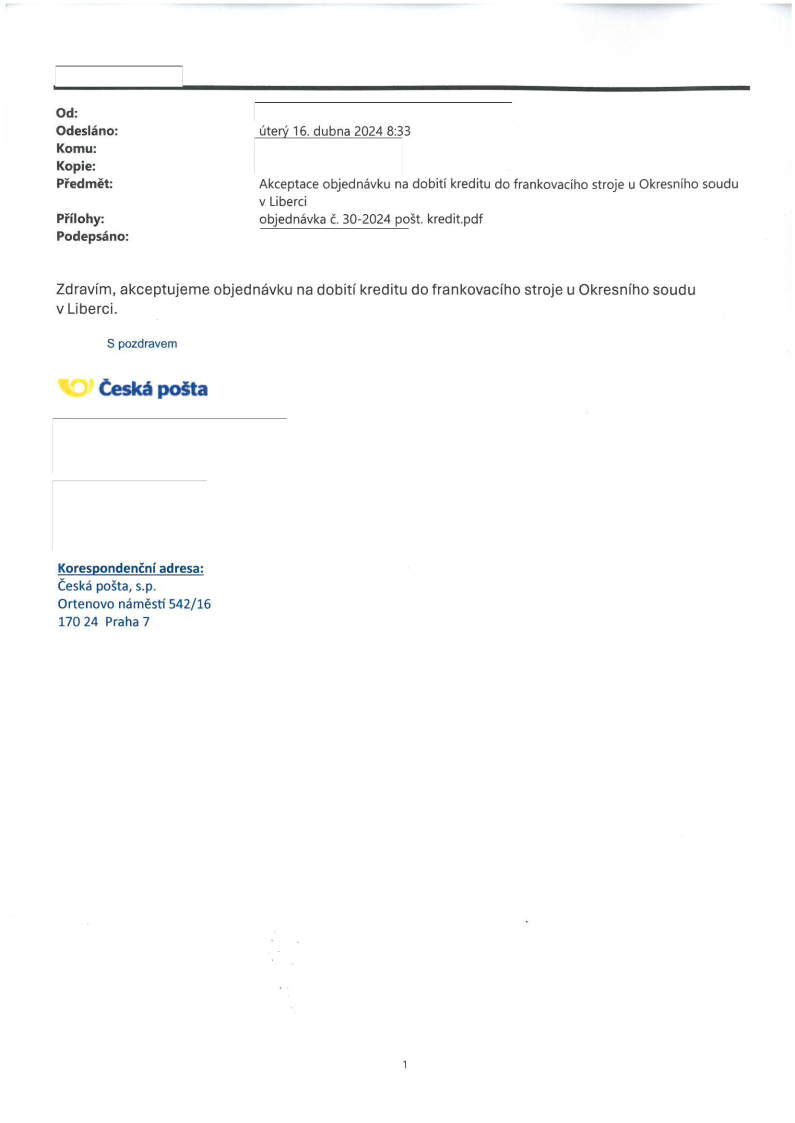 Od:
Odesláno: úterý 16. dubna 2024 8:33
Komu:
Kopie:
Předmět: Akceptace objednávku na dobití kreditu do frankovacího stroje u Okresního soudu
v Liberci
Přílohy: objednávka č. 30-2024 pošt. kredit.pdf
Podepsáno:
Zdravím, akceptujeme objednávku na dobití kreditu do frankovacího stroje u Okresního soudu
v Liberci.
S pozdravem
Česká pošta
Korespondenční adresa:
Česká pošta, s.p.
Ortenovo náměstí 542/16
170 24 Praha 7
1